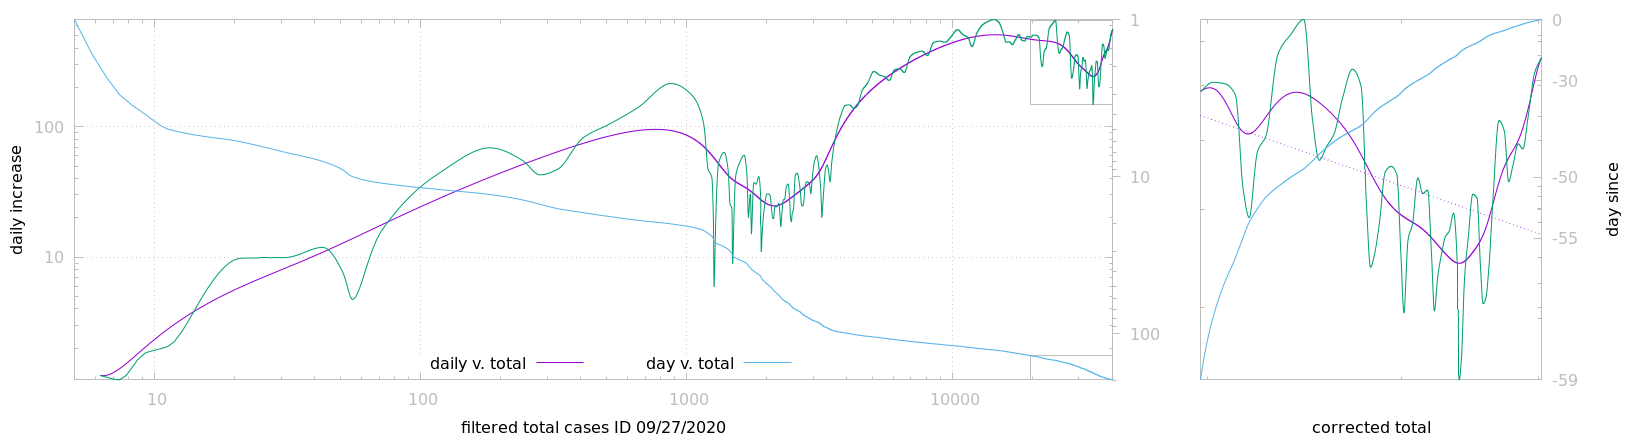 daily increase
100
10
10
100
1000
10000
1
10
100
daily v. total
day v. total
filtered total cases ID 09/27/2020
0
-30
-50
-55
-59
day since
corrected total